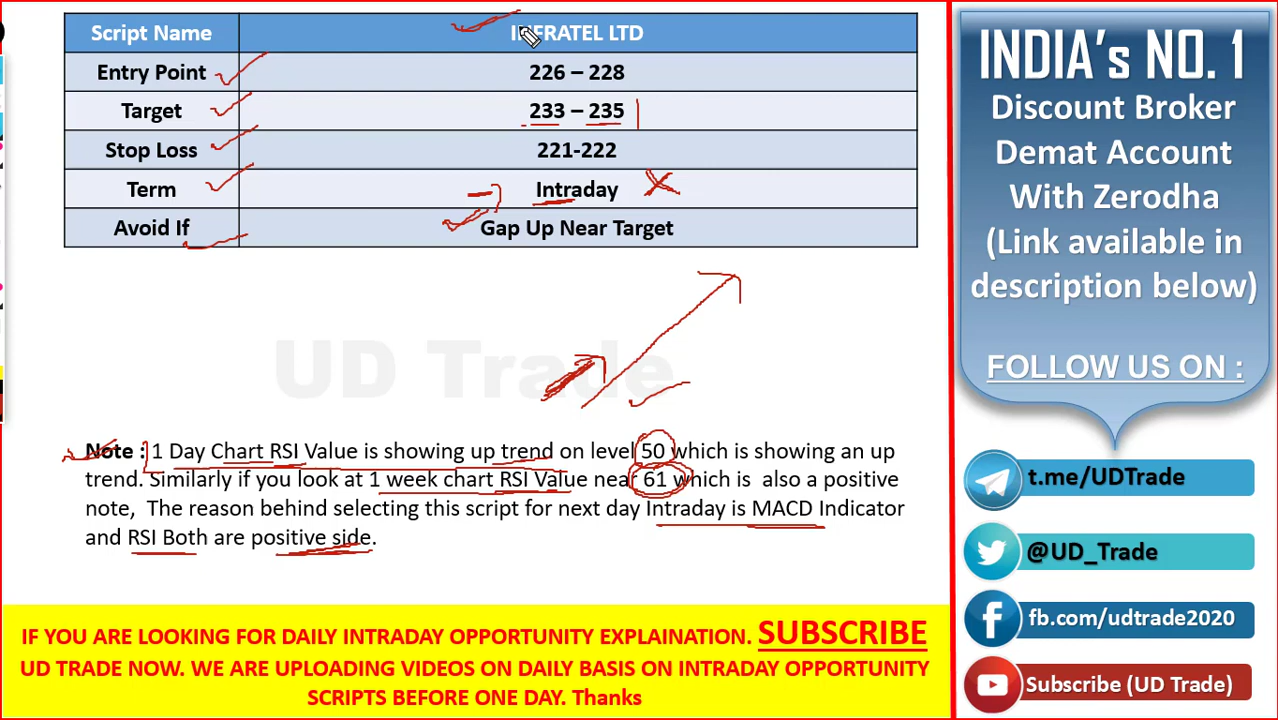 Script Name INFRATEL LTD
Entry Point 226 – 228
Target 233 – 235
Stop Loss 221-222
Term Intraday
Avoid If Gap Up Near Target
UD Trade
Note : 1 Day Chart RSI Value is showing up trend on level 50 which is showing an up
trend. Similarly if you look at 1 week chart RSI Value near 61 which is also a positive
note, The reason behind selecting this script for next day Intraday is MACD Indicator
and RSI Both are positive side.
IF YOU ARE LOOKING FOR DAILY INTRADAY OPPORTUNITY EXPLAINATION. SUBSCRIBE
UD TRADE NOW. WE ARE UPLOADING VIDEOS ON DAILY BASIS ON INTRADAY OPPORTUNITY
SCRIPTS BEFORE ONE DAY. Thanks
INDIA's NO. 1
Discount Broker
Demat Account
With Zerodha
(Link available in
description below)
FOLLOW US ON :
t.me/UDTrade
@UD_Trade
fb.com/udtrade2020
Subscribe (UD Trade)